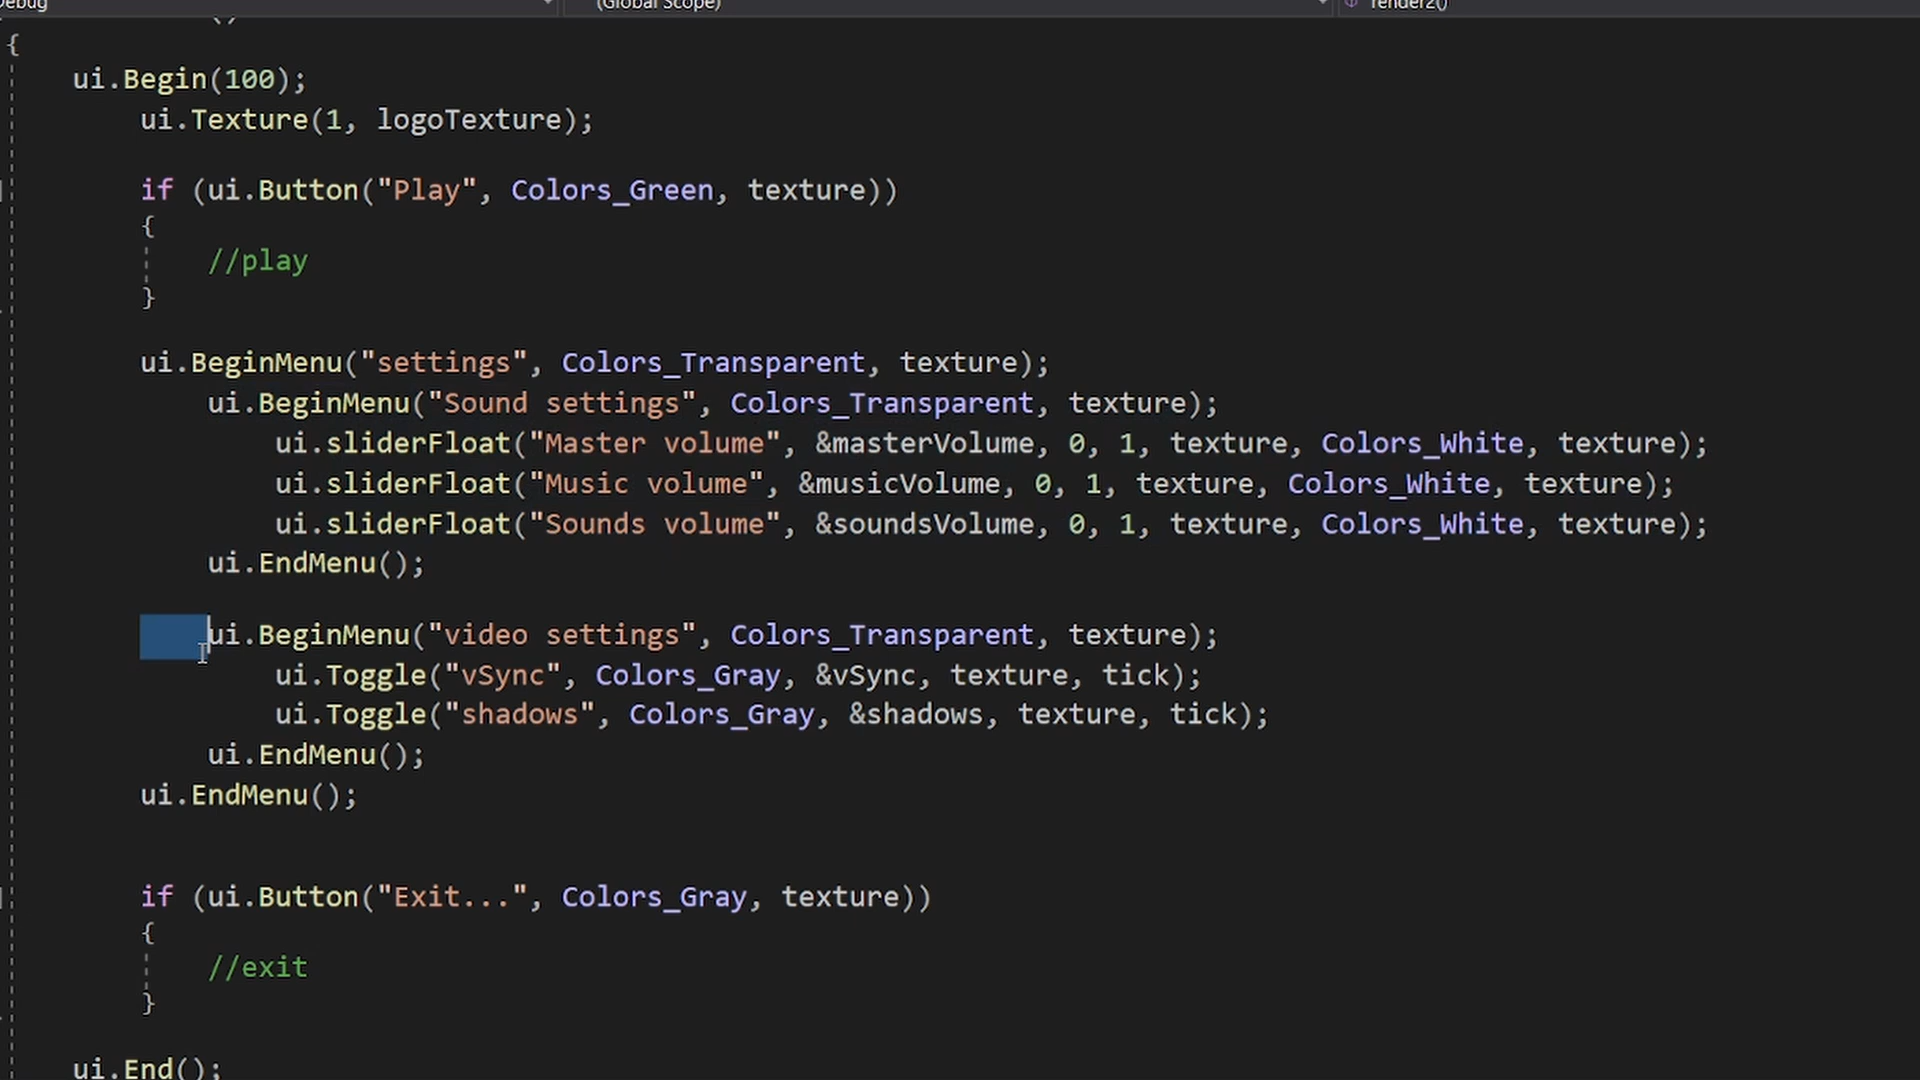 Debug (Global Scope) render2()
()
{
ui.Begin(100);
ui.Texture(1, logoTexture);
if (ui.Button("Play", Colors_Green, texture))
{
//play
}
ui.BeginMenu("settings", Colors_Transparent, texture);
ui.BeginMenu("Sound settings", Colors_Transparent, texture);
ui.sliderFloat("Master volume", &masterVolume, 0, 1, texture, Colors_White, texture);
ui.sliderFloat("Music volume", &musicVolume, 0, 1, texture, Colors_White, texture);
ui.sliderFloat("Sounds volume", &soundsVolume, 0, 1, texture, Colors_White, texture);
ui.EndMenu();
ui.BeginMenu("video settings", Colors_Transparent, texture);
ui.Toggle("vSync", Colors_Gray, &vSync, texture, tick);
ui.Toggle("shadows", Colors_Gray, &shadows, texture, tick);
ui.EndMenu();
ui.EndMenu();
if (ui.Button("Exit...", Colors_Gray, texture))
{
//exit
}
ui.End();